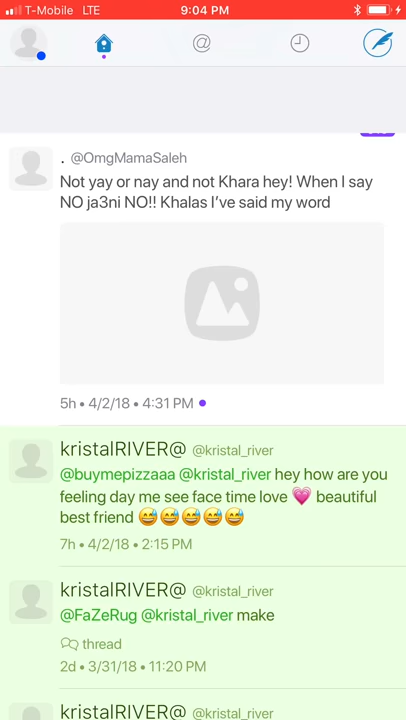 T-Mobile LTE 9:04 PM
@
. @OmgMamaSaleh
Not yay or nay and not Khara hey! When I say
NO ja3ni NO!! Khalas I've said my word
5h • 4/2/18 • 4:31 PM
kristalRIVER@ @kristal_river
@buymepizzaaa @kristal_river hey how are you
feeling day me see face time love 💗 beautiful
best friend 😅😅😅😅😅
7h • 4/2/18 • 2:15 PM
kristalRIVER@ @kristal_river
@FaZeRug @kristal_river make
thread
2d • 3/31/18 • 11:20 PM
kristalRIVER@ @kristal_river